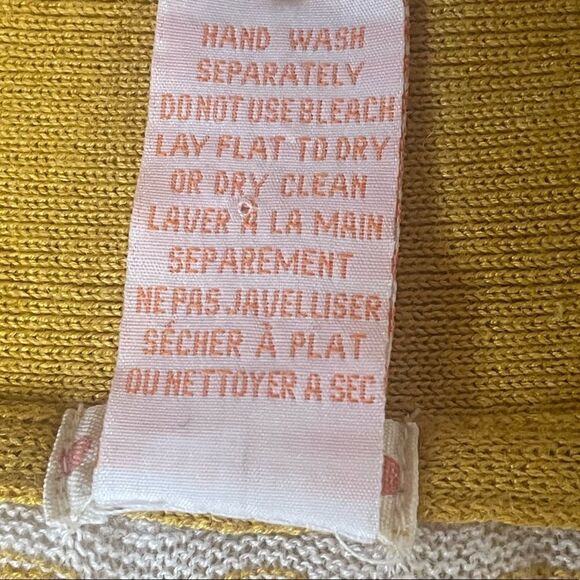 HAND WASH
SEPARATELY
DO NOT USE BLEACH
LAY FLAT TO DRY
OR DRY CLEAN
LAVER A LA MAIN
SEPAREMENT
NE PAS JAVELLISER
SÉCHER À PLAT
OU NETTOYER A SEC